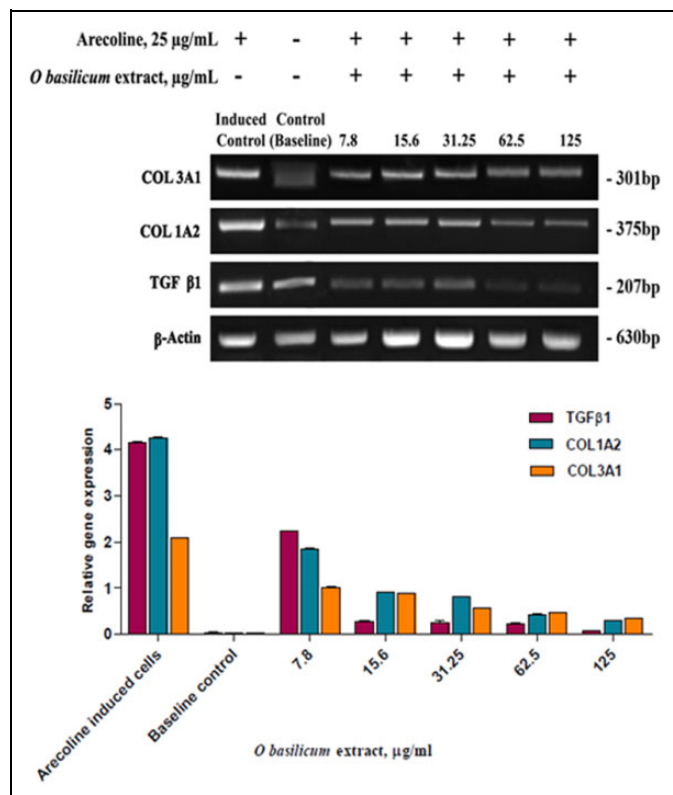 Arecoline, 25 µg/mL + - + + + + +
O basilicum extract, µg/mL - - + + + + +
Induced Control
Control (Baseline) 7.8 15.6 31.25 62.5 125
COL 3A1 - 301bp
COL 1A2 - 375bp
TGF β1 - 207bp
β-Actin - 630bp
5
4
3
2
1
0
Relative gene expression
TGFβ1
COL1A2
COL3A1
Arecoline induced cells
Baseline control
7.8
15.6
31.25
62.5
125
O basilicum extract, µg/ml